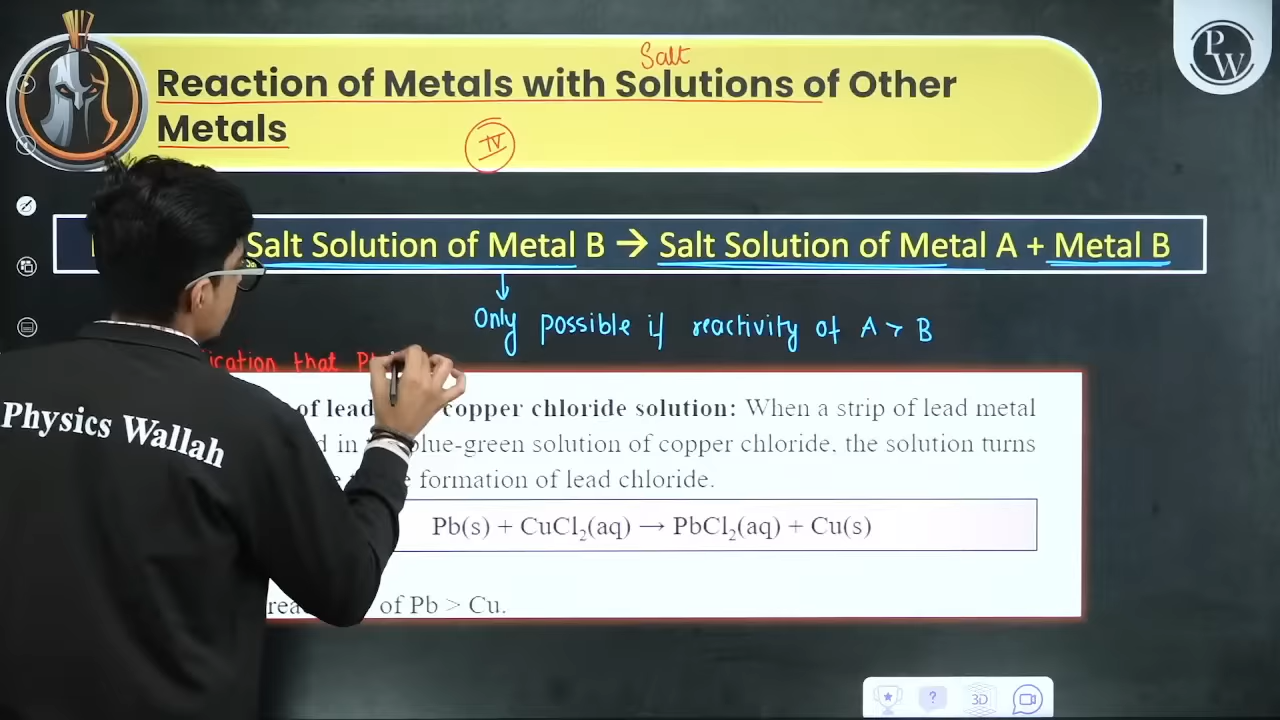 Salt
Reaction of Metals with Solutions of Other
Metals
IV
PW
Salt Solution of Metal B → Salt Solution of Metal A + Metal B
Only possible if reactivity of A > B
that Pb
of lead copper chloride solution: When a strip of lead metal
in blue-green solution of copper chloride, the solution turns
formation of lead chloride.
Pb(s) + CuCl₂(aq) → PbCl₂(aq) + Cu(s)
of Pb > Cu.
Physics Wallah
? 3D